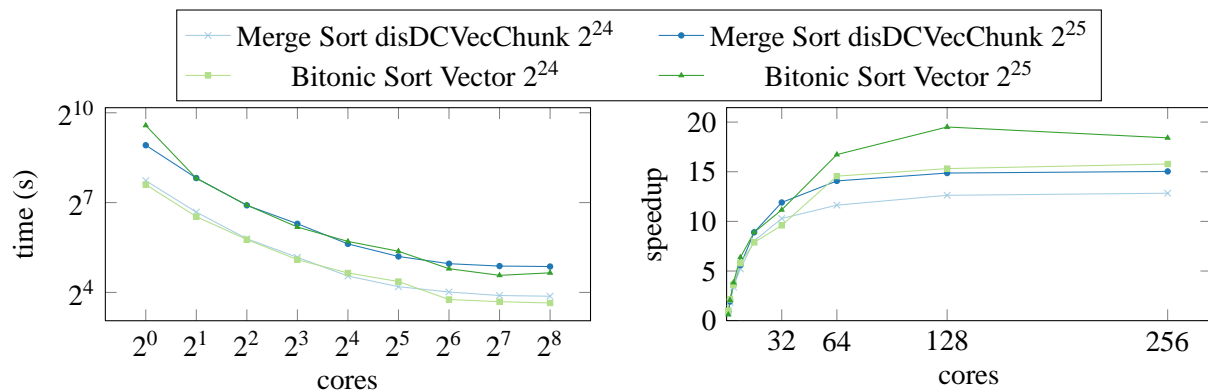 Merge Sort disDCVecChunk 2^24 Merge Sort disDCVecChunk 2^25
Bitonic Sort Vector 2^24 Bitonic Sort Vector 2^25
time (s)
2^10
2^7
2^4
2^0 2^1 2^2 2^3 2^4 2^5 2^6 2^7 2^8
cores
speedup
20
15
10
5
0
32 64 128 256
cores